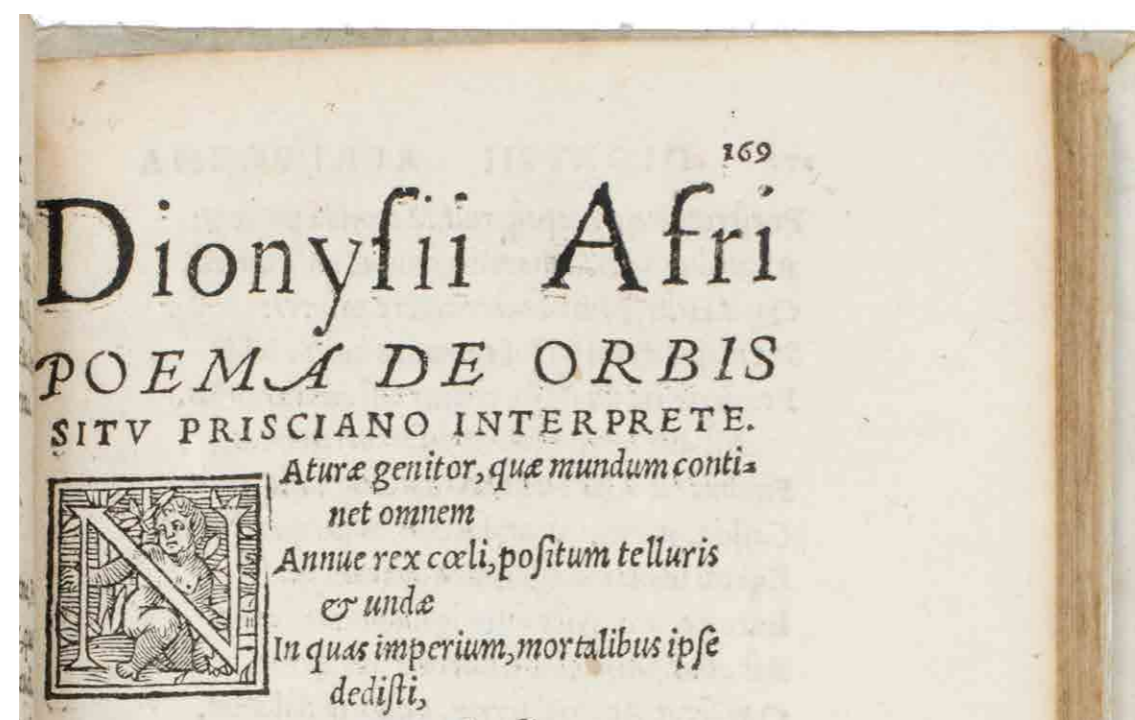 169
Dionyſii Afri
POEMA DE ORBIS
SITV PRISCIANO INTERPRETE.
NAturæ genitor, quæ mundum conti⸗
net omnem
Annue rex cœli, poſitum telluris
& undæ
In quas imperium, mortalibus ipſe
dediſti,